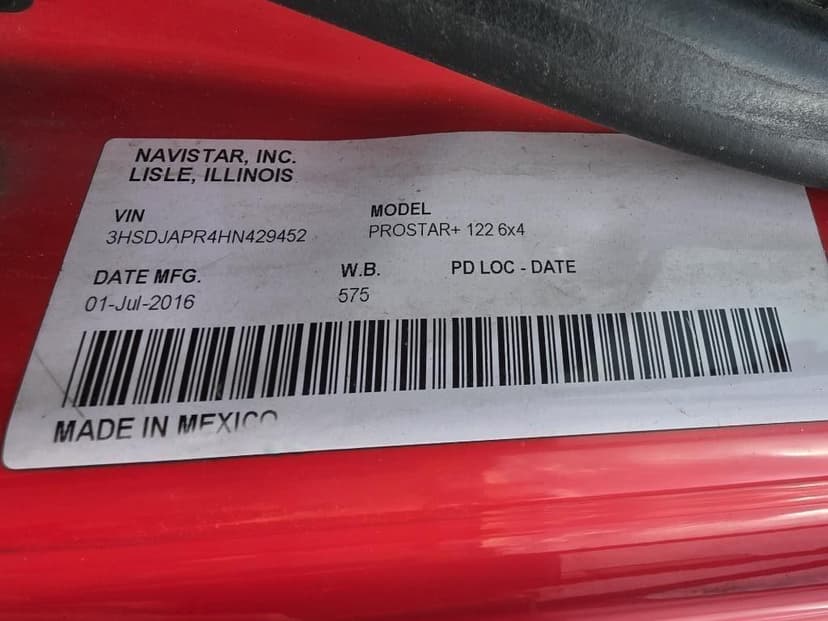 NAVISTAR, INC.
LISLE, ILLINOIS
VIN MODEL
3HSDJAPR4HN429452 PROSTAR+ 122 6x4
DATE MFG. W.B. PD LOC - DATE
01-Jul-2016 575
MADE IN MEXICO